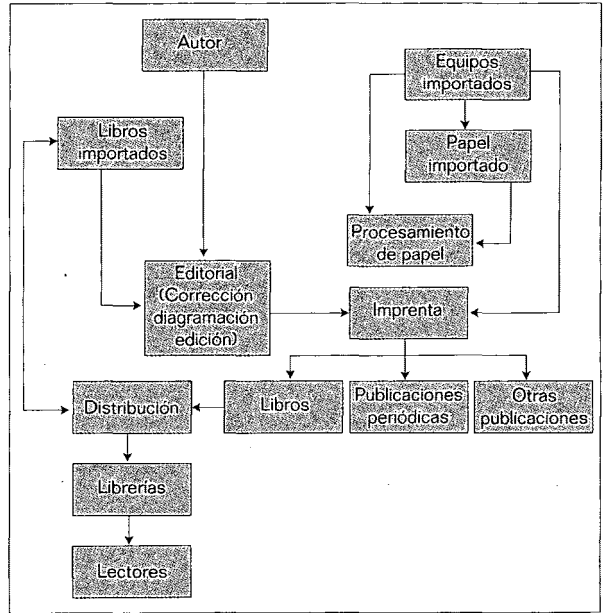 Autor
Equipos
importados
Libros
importados
Papel
importado
Procesamiento
de papel
Editorial
(Corrección
diagramación
edición)
Imprenta
Distribución
Libros
Publicaciones
periódicas
Otras
publicaciones
Librerías
Lectores